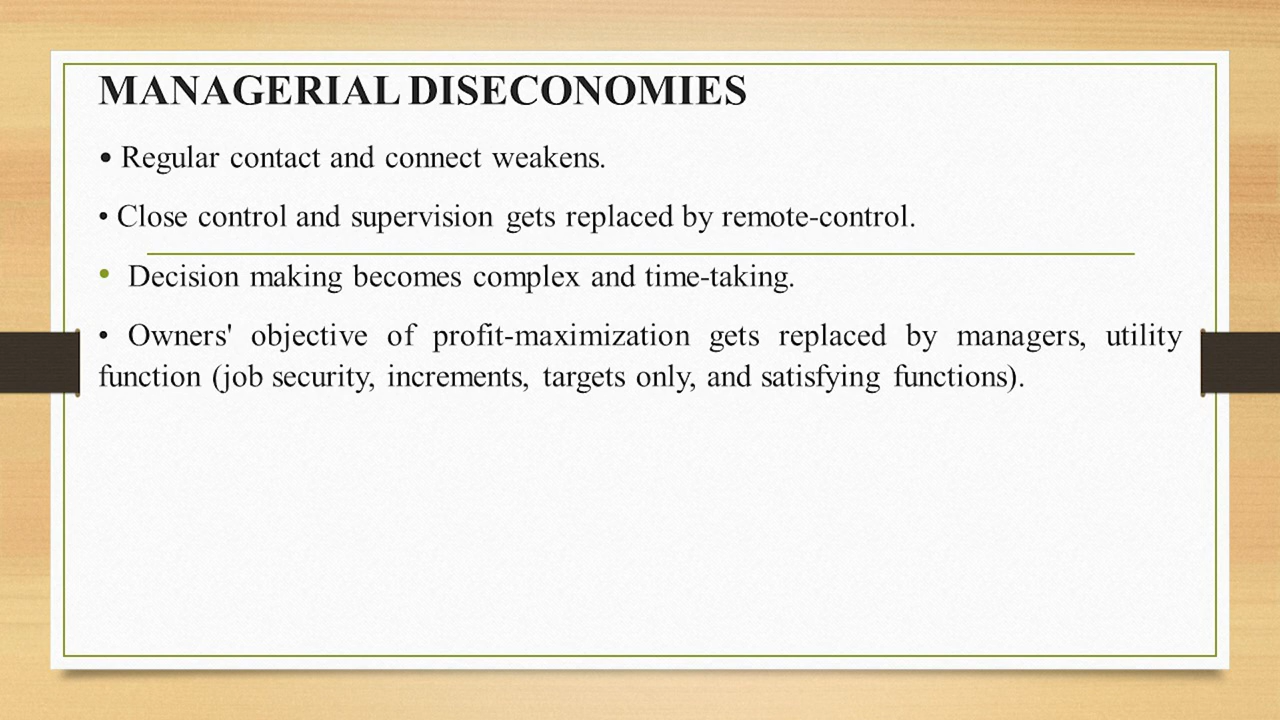 MANAGERIAL DISECONOMIES
• Regular contact and connect weakens.
• Close control and supervision gets replaced by remote-control.
• Decision making becomes complex and time-taking.
• Owners' objective of profit-maximization gets replaced by managers, utility
function (job security, increments, targets only, and satisfying functions).